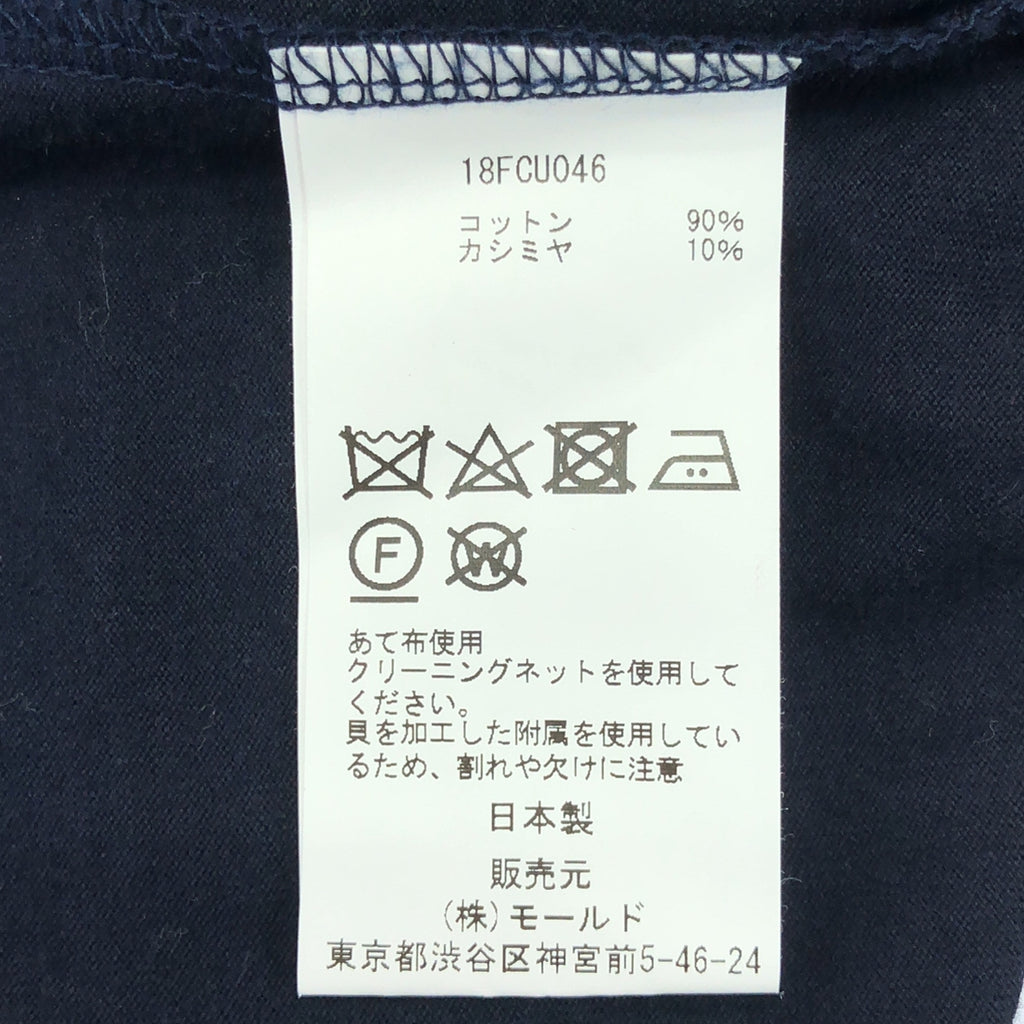 18FCU046
コットン 90%
カシミヤ 10%
F
W
あて布使用
クリーニングネットを使用して
ください。
貝を加工した附属を使用してい
るため、割れや欠けに注意
日本製
販売元
(株)モールド
東京都渋谷区神宮前5-46-24